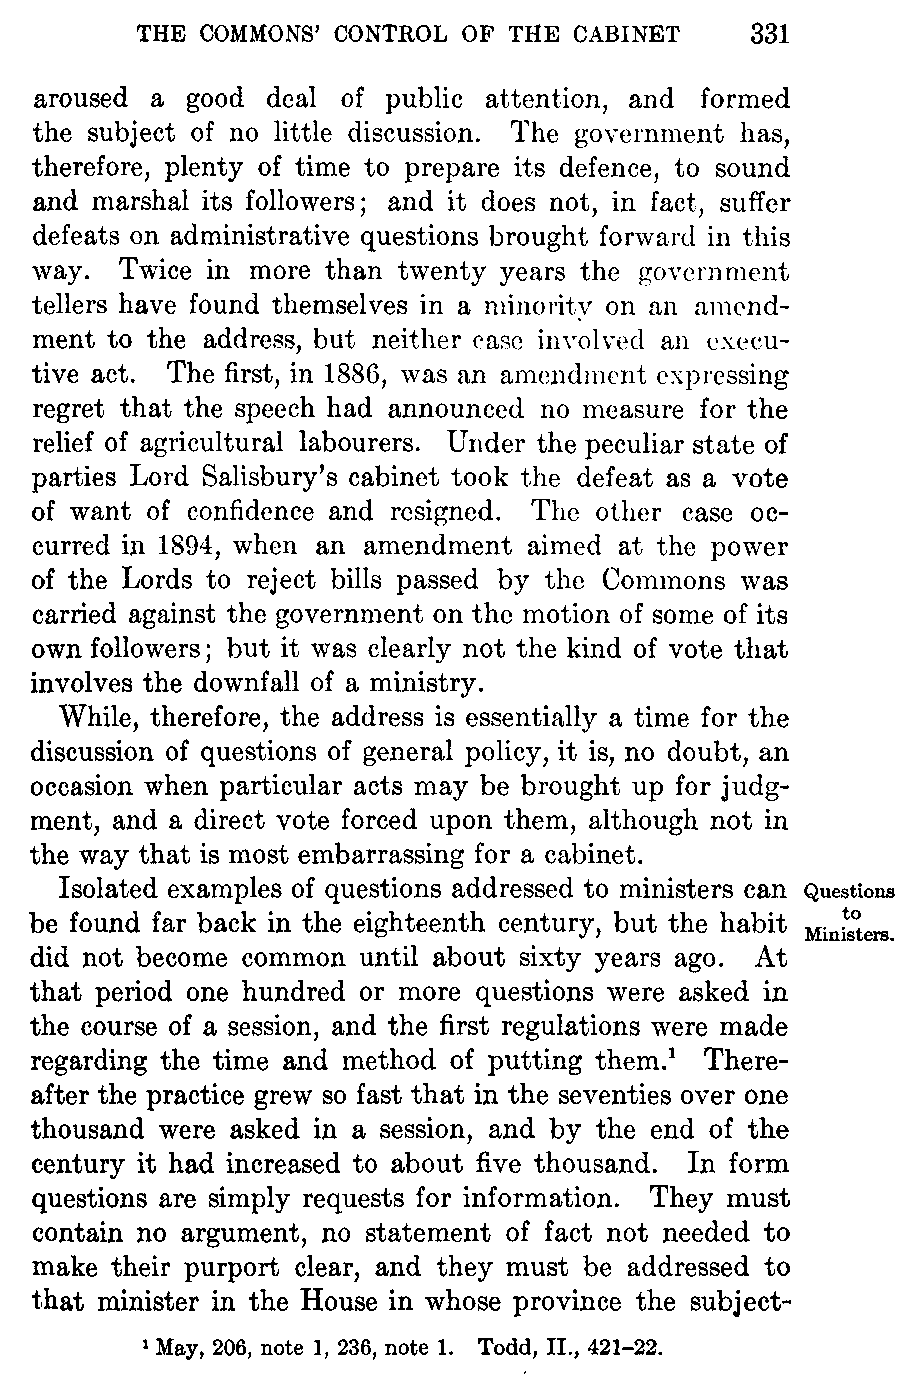 THE COMMONS' CONTROL OF THE CABINET 331
aroused a good deal of public attention, and formed
the subject of no little discussion. The government has,
therefore, plenty of time to prepare its defence, to sound
and marshal its followers; and it does not, in fact, suffer
defeats on administrative questions brought forward in this
way. Twice in more than twenty years the government
tellers have found themselves in a minority on an amend-
ment to the address, but neither case involved an execu-
tive act. The first, in 1886, was an amendment expressing
regret that the speech had announced no measure for the
relief of agricultural labourers. Under the peculiar state of
parties Lord Salisbury's cabinet took the defeat as a vote
of want of confidence and resigned. The other case oc-
curred in 1894, when an amendment aimed at the power
of the Lords to reject bills passed by the Commons was
carried against the government on the motion of some of its
own followers; but it was clearly not the kind of vote that
involves the downfall of a ministry.
While, therefore, the address is essentially a time for the
discussion of questions of general policy, it is, no doubt, an
occasion when particular acts may be brought up for judg-
ment, and a direct vote forced upon them, although not in
the way that is most embarrassing for a cabinet.
Isolated examples of questions addressed to ministers can
be found far back in the eighteenth century, but the habit
did not become common until about sixty years ago. At
that period one hundred or more questions were asked in
the course of a session, and the first regulations were made
regarding the time and method of putting them.¹ There-
after the practice grew so fast that in the seventies over one
thousand were asked in a session, and by the end of the
century it had increased to about five thousand. In form
questions are simply requests for information. They must
contain no argument, no statement of fact not needed to
make their purport clear, and they must be addressed to
that minister in the House in whose province the subject-
Questions
to
Ministers.
¹ May, 206, note 1, 236, note 1. Todd, II., 421–22.